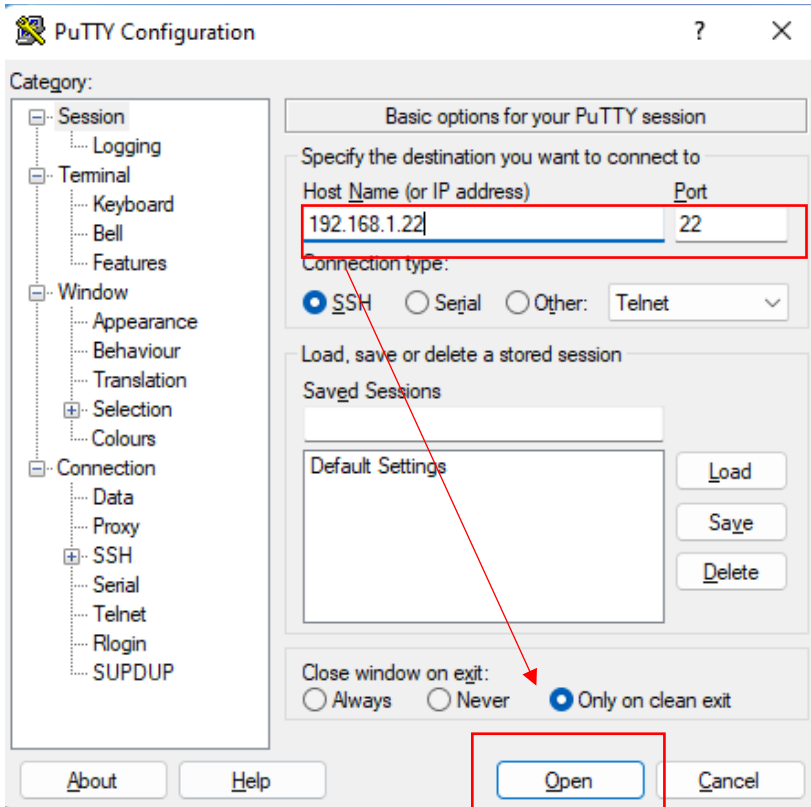 PuTTY Configuration ? ×
Category:
Session
Logging
Terminal
Keyboard
Bell
Features
Window
Appearance
Behaviour
Translation
Selection
Colours
Connection
Data
Proxy
SSH
Serial
Telnet
Rlogin
SUPDUP
Basic options for your PuTTY session
Specify the destination you want to connect to
Host Name (or IP address) Port
192.168.1.22 22
Connection type:
SSH Serial Other: Telnet
Load, save or delete a stored session
Saved Sessions
Default Settings
Load
Save
Delete
Close window on exit:
Always Never Only on clean exit
About Help Open Cancel